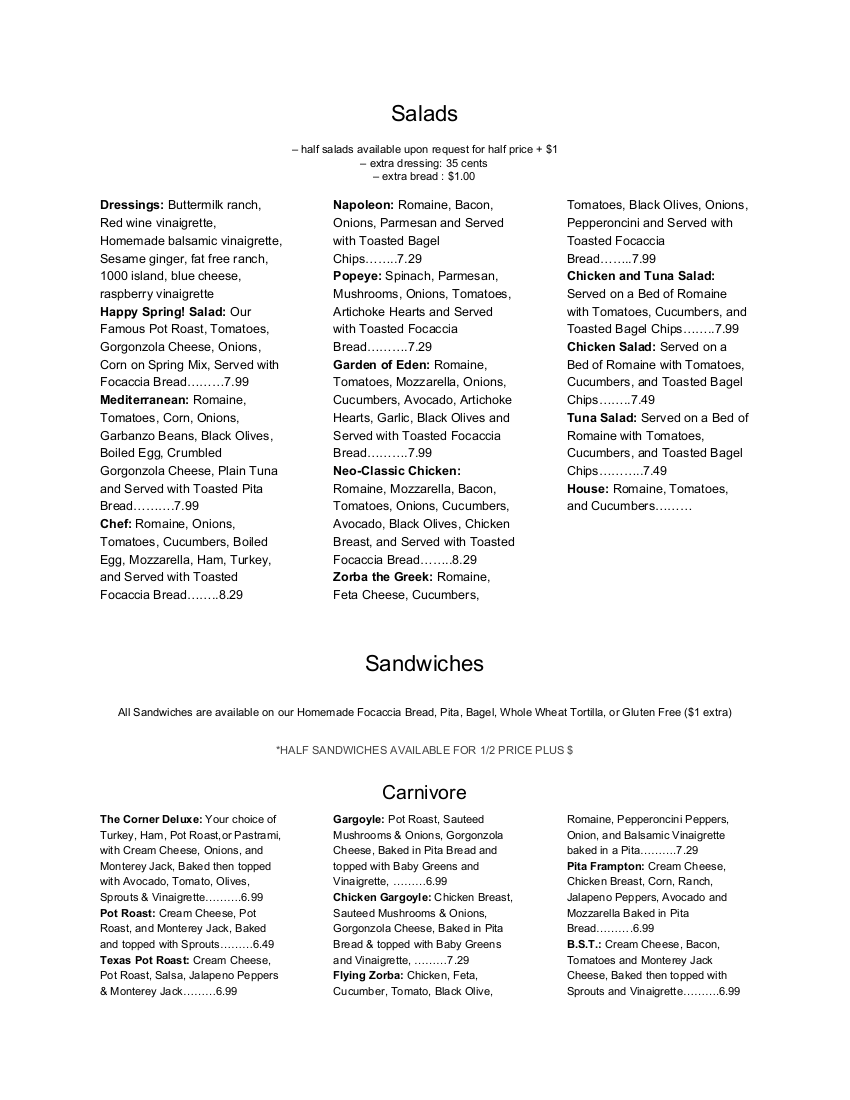 Salads
– half salads available upon request for half price + $1
– extra dressing: 35 cents
– extra bread : $1.00
Dressings: Buttermilk ranch,
Red wine vinaigrette,
Homemade balsamic vinaigrette,
Sesame ginger, fat free ranch,
1000 island, blue cheese,
raspberry vinaigrette
Happy Spring! Salad: Our
Famous Pot Roast, Tomatoes,
Gorgonzola Cheese, Onions,
Corn on Spring Mix, Served with
Focaccia Bread………7.99
Mediterranean: Romaine,
Tomatoes, Corn, Onions,
Garbanzo Beans, Black Olives,
Boiled Egg, Crumbled
Gorgonzola Cheese, Plain Tuna
and Served with Toasted Pita
Bread……….7.99
Chef: Romaine, Onions,
Tomatoes, Cucumbers, Boiled
Egg, Mozzarella, Ham, Turkey,
and Served with Toasted
Focaccia Bread……..8.29
Napoleon: Romaine, Bacon,
Onions, Parmesan and Served
with Toasted Bagel
Chips……..7.29
Popeye: Spinach, Parmesan,
Mushrooms, Onions, Tomatoes,
Artichoke Hearts and Served
with Toasted Focaccia
Bread……….7.29
Garden of Eden: Romaine,
Tomatoes, Mozzarella, Onions,
Cucumbers, Avocado, Artichoke
Hearts, Garlic, Black Olives and
Served with Toasted Focaccia
Bread……….7.99
Neo-Classic Chicken:
Romaine, Mozzarella, Bacon,
Tomatoes, Onions, Cucumbers,
Avocado, Black Olives, Chicken
Breast, and Served with Toasted
Focaccia Bread……..8.29
Zorba the Greek: Romaine,
Feta Cheese, Cucumbers,
Tomatoes, Black Olives, Onions,
Pepperoncini and Served with
Toasted Focaccia
Bread……..7.99
Chicken and Tuna Salad:
Served on a Bed of Romaine
with Tomatoes, Cucumbers, and
Toasted Bagel Chips……..7.99
Chicken Salad: Served on a
Bed of Romaine with Tomatoes,
Cucumbers, and Toasted Bagel
Chips……..7.49
Tuna Salad: Served on a Bed of
Romaine with Tomatoes,
Cucumbers, and Toasted Bagel
Chips………..7.49
House: Romaine, Tomatoes,
and Cucumbers………
Sandwiches
All Sandwiches are available on our Homemade Focaccia Bread, Pita, Bagel, Whole Wheat Tortilla, or Gluten Free ($1 extra)
*HALF SANDWICHES AVAILABLE FOR 1/2 PRICE PLUS $
Carnivore
The Corner Deluxe: Your choice of
Turkey, Ham, Pot Roast,or Pastrami,
with Cream Cheese, Onions, and
Monterey Jack, Baked then topped
with Avocado, Tomato, Olives,
Sprouts & Vinaigrette……….6.99
Pot Roast: Cream Cheese, Pot
Roast, and Monterey Jack, Baked
and topped with Sprouts………6.49
Texas Pot Roast: Cream Cheese,
Pot Roast, Salsa, Jalapeno Peppers
& Monterey Jack………6.99
Gargoyle: Pot Roast, Sauteed
Mushrooms & Onions, Gorgonzola
Cheese, Baked in Pita Bread and
topped with Baby Greens and
Vinaigrette, ………6.99
Chicken Gargoyle: Chicken Breast,
Sauteed Mushrooms & Onions,
Gorgonzola Cheese, Baked in Pita
Bread & topped with Baby Greens
and Vinaigrette, ………7.29
Flying Zorba: Chicken, Feta,
Cucumber, Tomato, Black Olive,
Romaine, Pepperoncini Peppers,
Onion, and Balsamic Vinaigrette
baked in a Pita……….7.29
Pita Frampton: Cream Cheese,
Chicken Breast, Corn, Ranch,
Jalapeno Peppers, Avocado and
Mozzarella Baked in Pita
Bread……….6.99
B.S.T.: Cream Cheese, Bacon,
Tomatoes and Monterey Jack
Cheese, Baked then topped with
Sprouts and Vinaigrette……….6.99